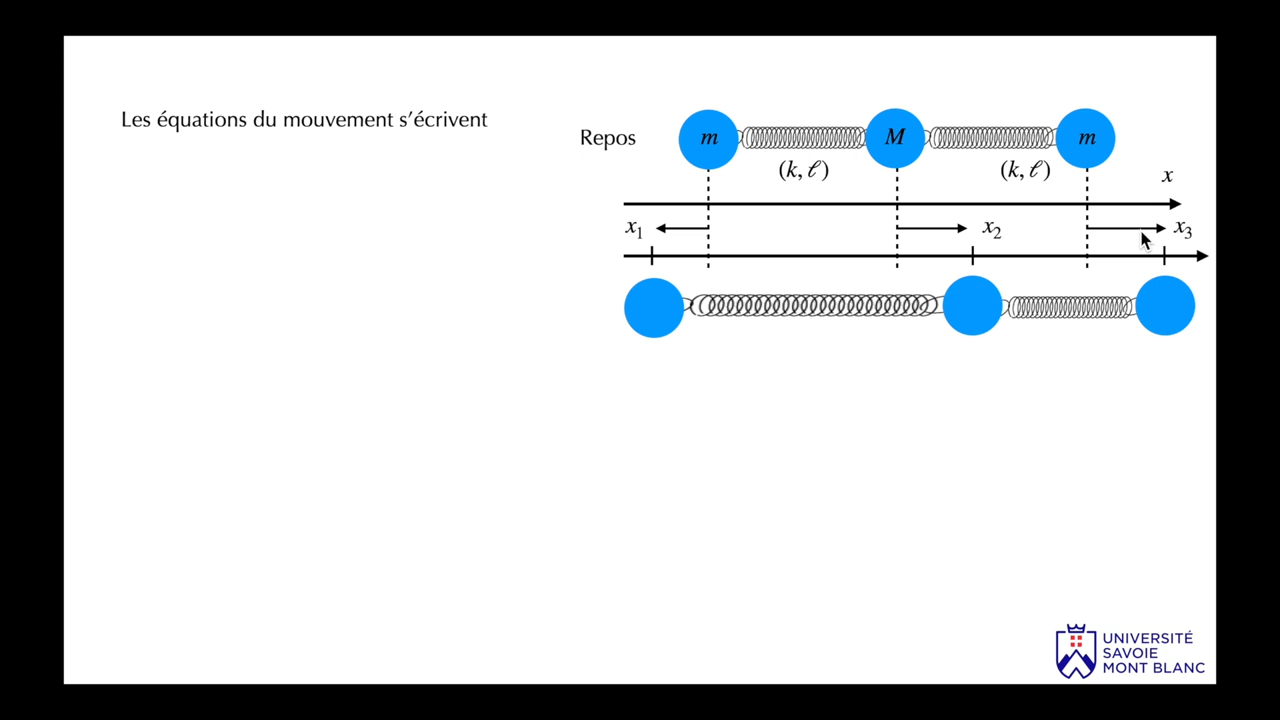 Les équations du mouvement s’écrivent
Repos
m
M
m
(k, ℓ)
(k, ℓ)
x
x₁
x₂
x₃
UNIVERSITÉ
SAVOIE
MONT BLANC